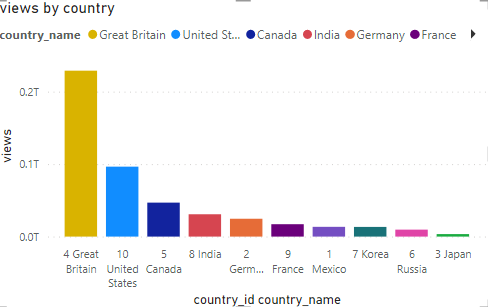 views by country
country_name Great Britain United St... Canada India Germany France
0.2T
0.1T
0.0T
views
4 Great Britain
10 United States
5 Canada
8 India
2 Germ...
9 France
1 Mexico
7 Korea
6 Russia
3 Japan
country_id country_name